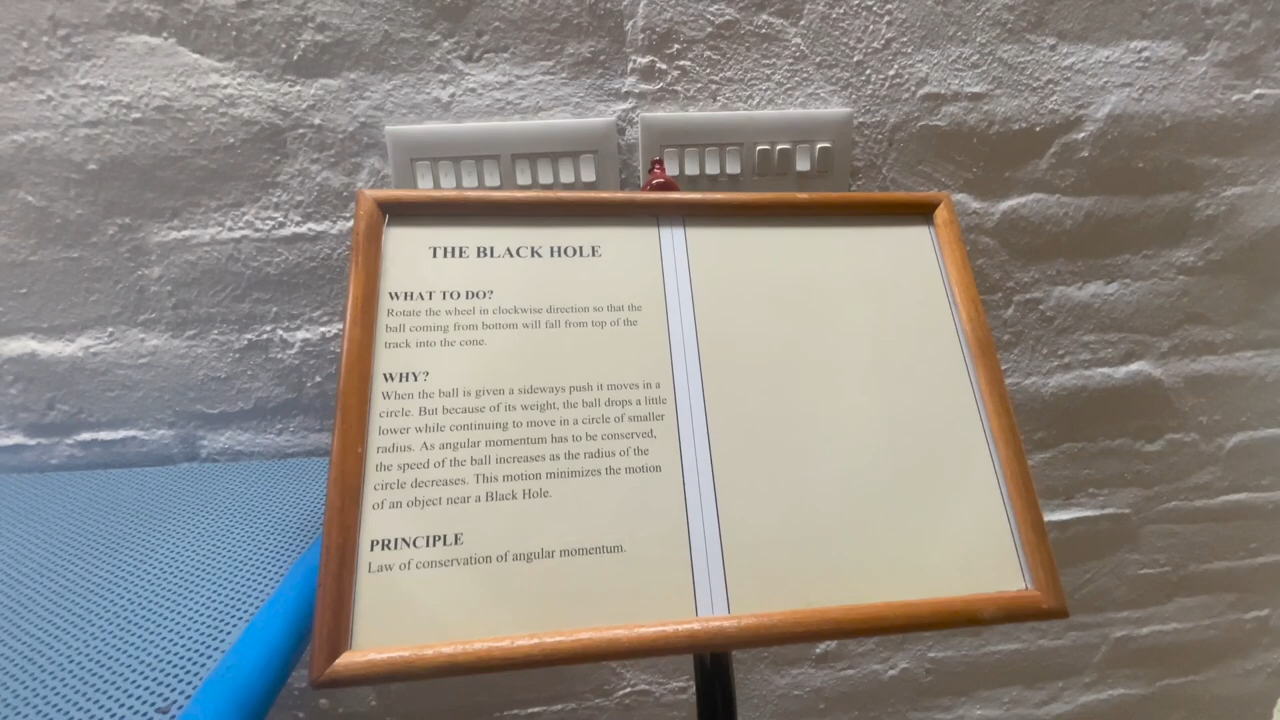 THE BLACK HOLE
WHAT TO DO?
Rotate the wheel in clockwise direction so that the
ball coming from bottom will fall from top of the
track into the cone.
WHY?
When the ball is given a sideways push it moves in a
circle. But because of its weight, the ball drops a little
lower while continuing to move in a circle of smaller
radius. As angular momentum has to be conserved,
the speed of the ball increases as the radius of the
circle decreases. This motion minimizes the motion
of an object near a Black Hole.
PRINCIPLE
Law of conservation of angular momentum.